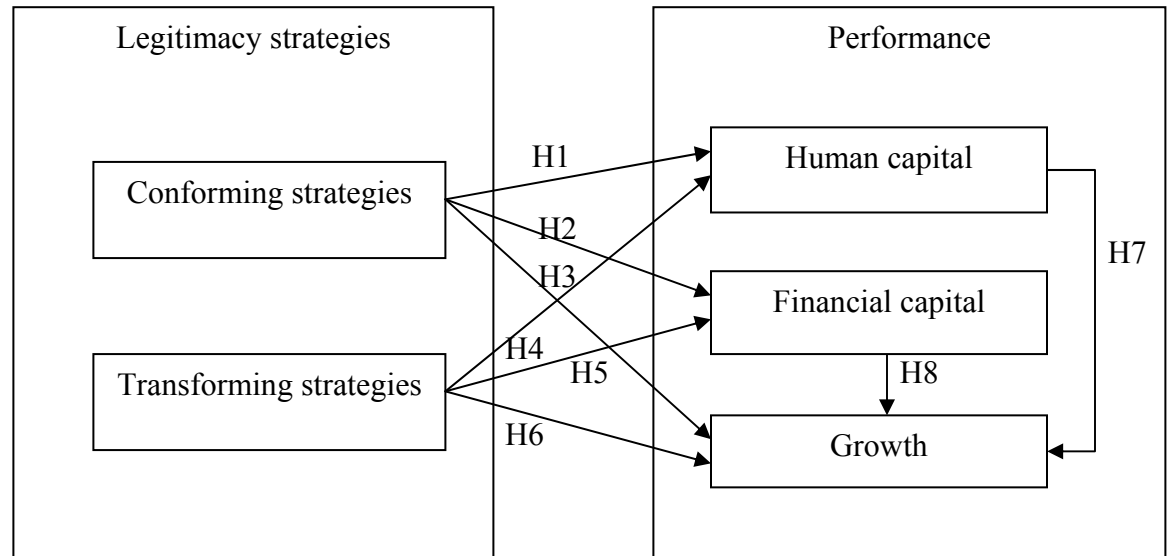 Legitimacy strategies
Performance
Conforming strategies
Transforming strategies
H1
H2
H3
H4
H5
H6
Human capital
Financial capital
H8
Growth
H7